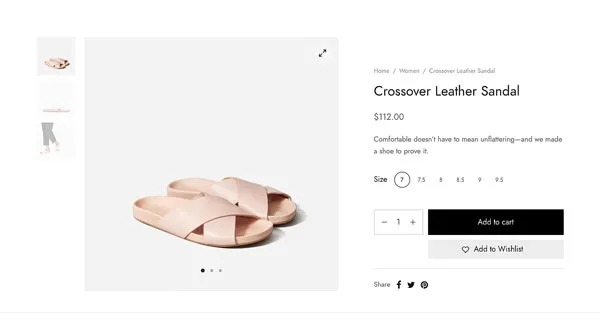 Home / Women / Crossover Leather Sandal
Crossover Leather Sandal
$112.00
Comfortable doesn't have to mean unflattering—and we made
a shoe to prove it.
Size 7 7.5 8 8.5 9 9.5
− 1 + Add to cart
Add to Wishlist
Share